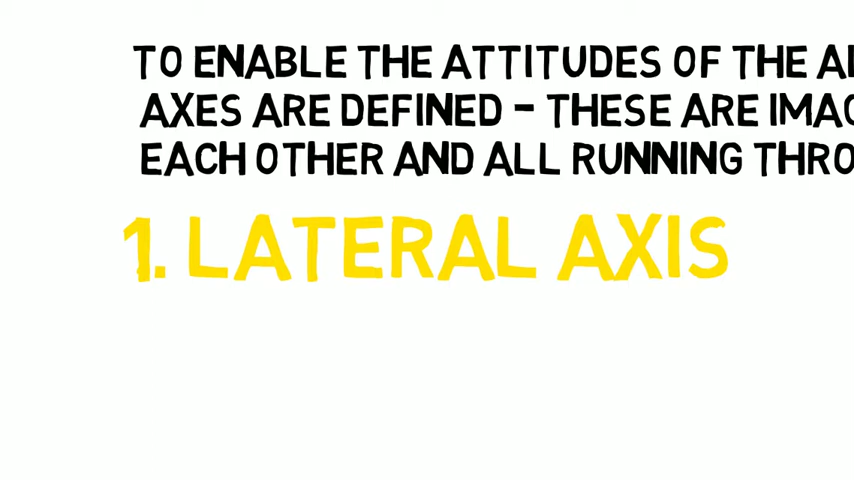 TO ENABLE THE ATTITUDES OF THE
AXES ARE DEFINED - THESE ARE
EACH OTHER AND ALL RUNNING
1. LATERAL AXIS